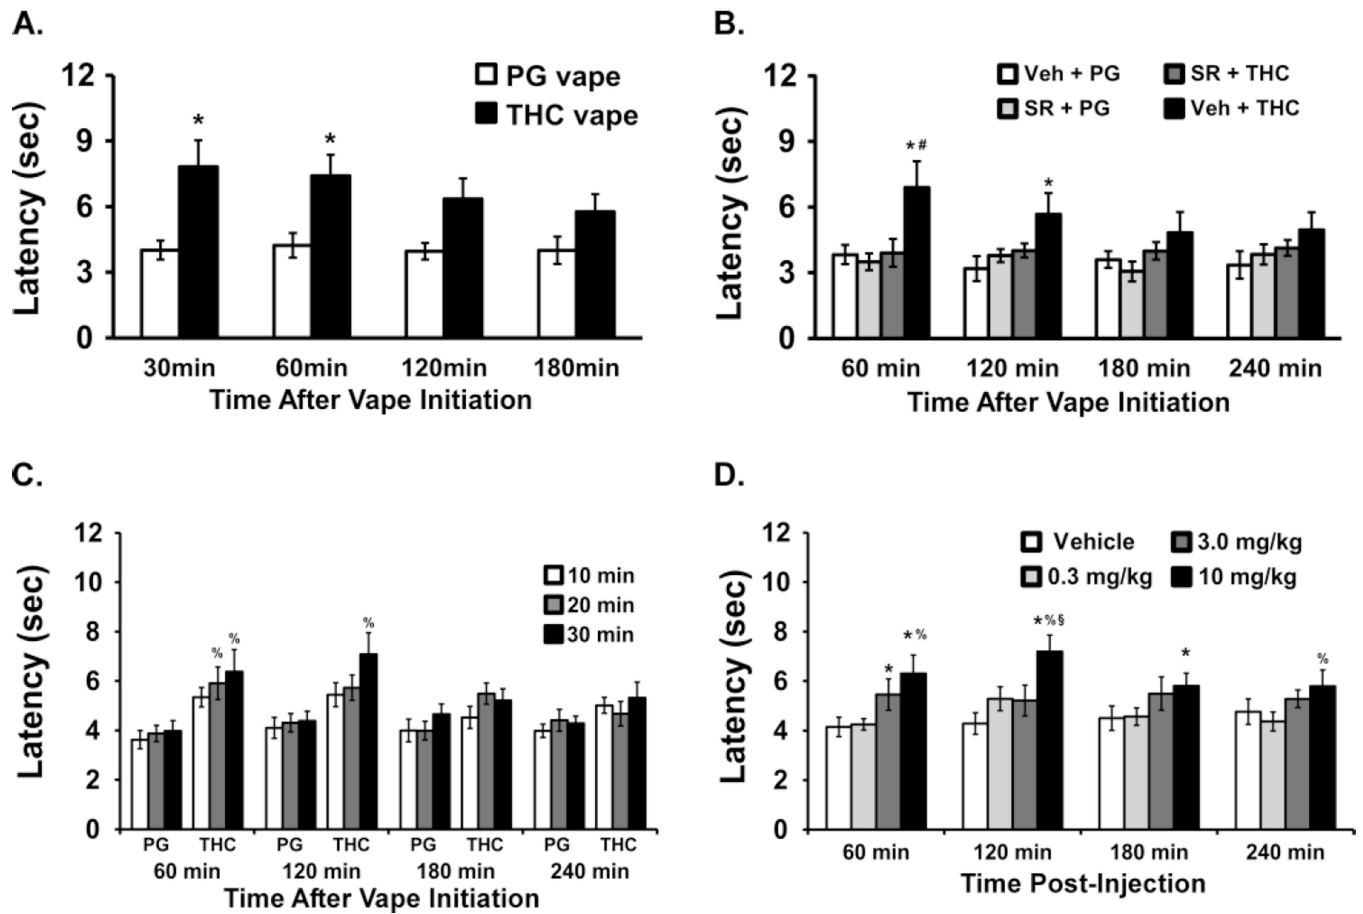 A.
12
9
6
3
0
Latency (sec)
PG vape
THC vape
*
*
30min 60min 120min 180min
Time After Vape Initiation
B.
12
9
6
3
0
Latency (sec)
Veh + PG SR + THC
SR + PG Veh + THC
* #
*
60 min 120 min 180 min 240 min
Time After Vape Initiation
C.
12
10
8
6
4
2
0
Latency (sec)
10 min
20 min
30 min
% % %
PG THC PG THC PG THC PG THC
60 min 120 min 180 min 240 min
Time After Vape Initiation
D.
12
10
8
6
4
2
0
Latency (sec)
Vehicle 3.0 mg/kg
0.3 mg/kg 10 mg/kg
* *% *%§ * %
60 min 120 min 180 min 240 min
Time Post-Injection